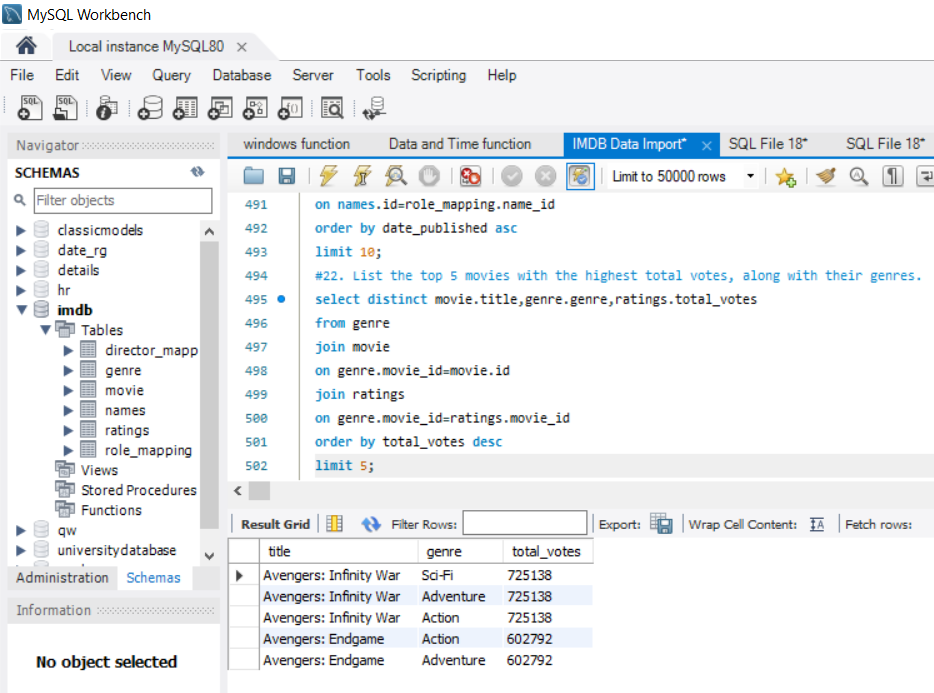 MySQL Workbench
Local instance MySQL80
File Edit View Query Database Server Tools Scripting Help
Navigator
SCHEMAS
Filter objects
classicmodels
date_rg
details
hr
imdb
Tables
director_mapp
genre
movie
names
ratings
role_mapping
Views
Stored Procedures
Functions
qw
universitydatabase
Administration Schemas
Information
No object selected
windows function Data and Time function IMDB Data Import* SQL File 18* SQL File 18*
Limit to 50000 rows
491 on names.id=role_mapping.name_id
492 order by date_published asc
493 limit 10;
494 #22. List the top 5 movies with the highest total votes, along with their genres.
495 select distinct movie.title,genre.genre,ratings.total_votes
496 from genre
497 join movie
498 on genre.movie_id=movie.id
499 join ratings
500 on genre.movie_id=ratings.movie_id
501 order by total_votes desc
502 limit 5;
Result Grid Filter Rows: Export: Wrap Cell Content: Fetch rows:
title genre total_votes
Avengers: Infinity War Sci-Fi 725138
Avengers: Infinity War Adventure 725138
Avengers: Infinity War Action 725138
Avengers: Endgame Action 602792
Avengers: Endgame Adventure 602792